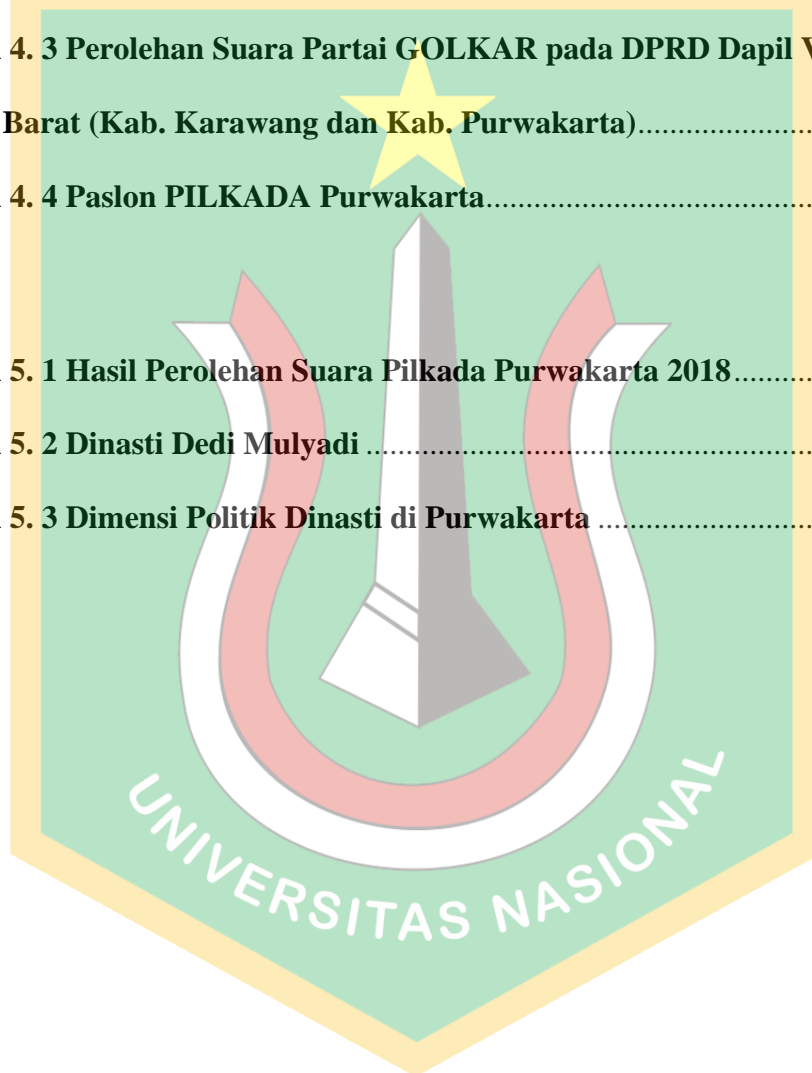 4. 3 Perolehan Suara Partai GOLKAR pada DPRD Dapil
Barat (Kab. Karawang dan Kab. Purwakarta)........................
4. 4 Paslon PILKADA Purwakarta................................................
5. 1 Hasil Perolehan Suara Pilkada Purwakarta 2018...........
5. 2 Dinasti Dedi Mulyadi ................................................................
5. 3 Dimensi Politik Dinasti di Purwakarta ...............................
UNIVERSITAS NASIONAL